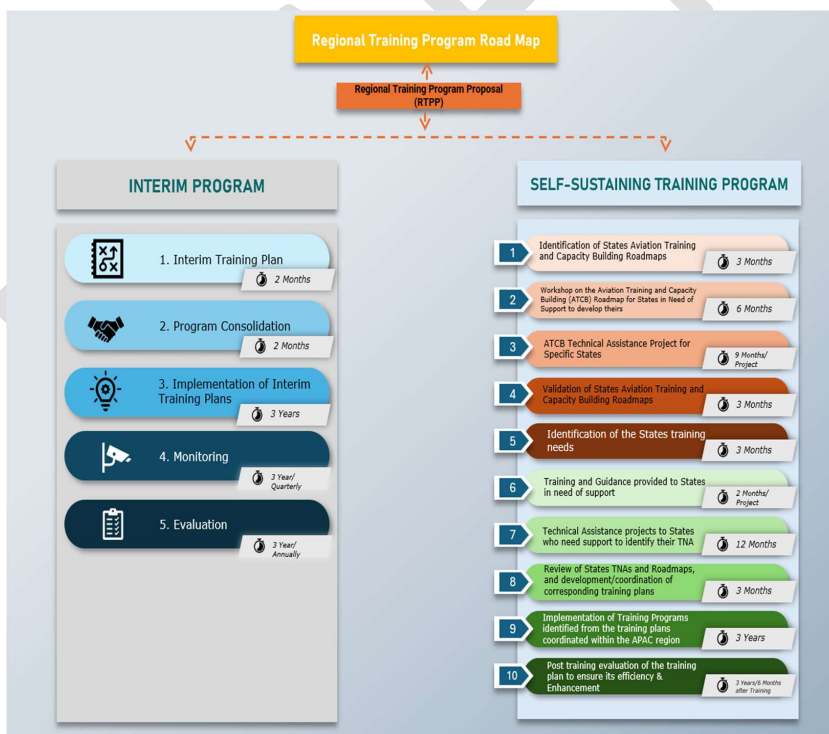 Regional Training Program Road Map
Regional Training Program Proposal
(RTPP)
INTERIM PROGRAM
1. Interim Training Plan
2 Months
2. Program Consolidation
2 Months
3. Implementation of Interim
Training Plans
3 Years
4. Monitoring
3 Year/
Quarterly
5. Evaluation
3 Year/
Annually
SELF-SUSTAINING TRAINING PROGRAM
1
Identification of States Aviation Training
and Capacity Building Roadmaps
3 Months
2
Workshop on the Aviation Training and Capacity
Building (ATCB) Roadmap for States in Need of
Support to develop theirs
6 Months
3
ATCB Technical Assistance Project for
Specific States
9 Months/
Project
4
Validation of States Aviation Training and
Capacity Building Roadmaps
3 Months
5
Identification of the States training
needs
3 Months
6
Training and Guidance provided to States
in need of support
2 Months/
Project
7
Technical Assistance projects to States
who need support to identify their TNA
12 Months
8
Review of States TNAs and Roadmaps,
and development/coordination of
corresponding training plans
3 Months
9
Implementation of Training Programs
identified from the training plans
coordinated within the APAC region
3 Years
10
Post training evaluation of the training
plan to ensure its efficiency &
Enhancement
3 Years/6 Months
after Training